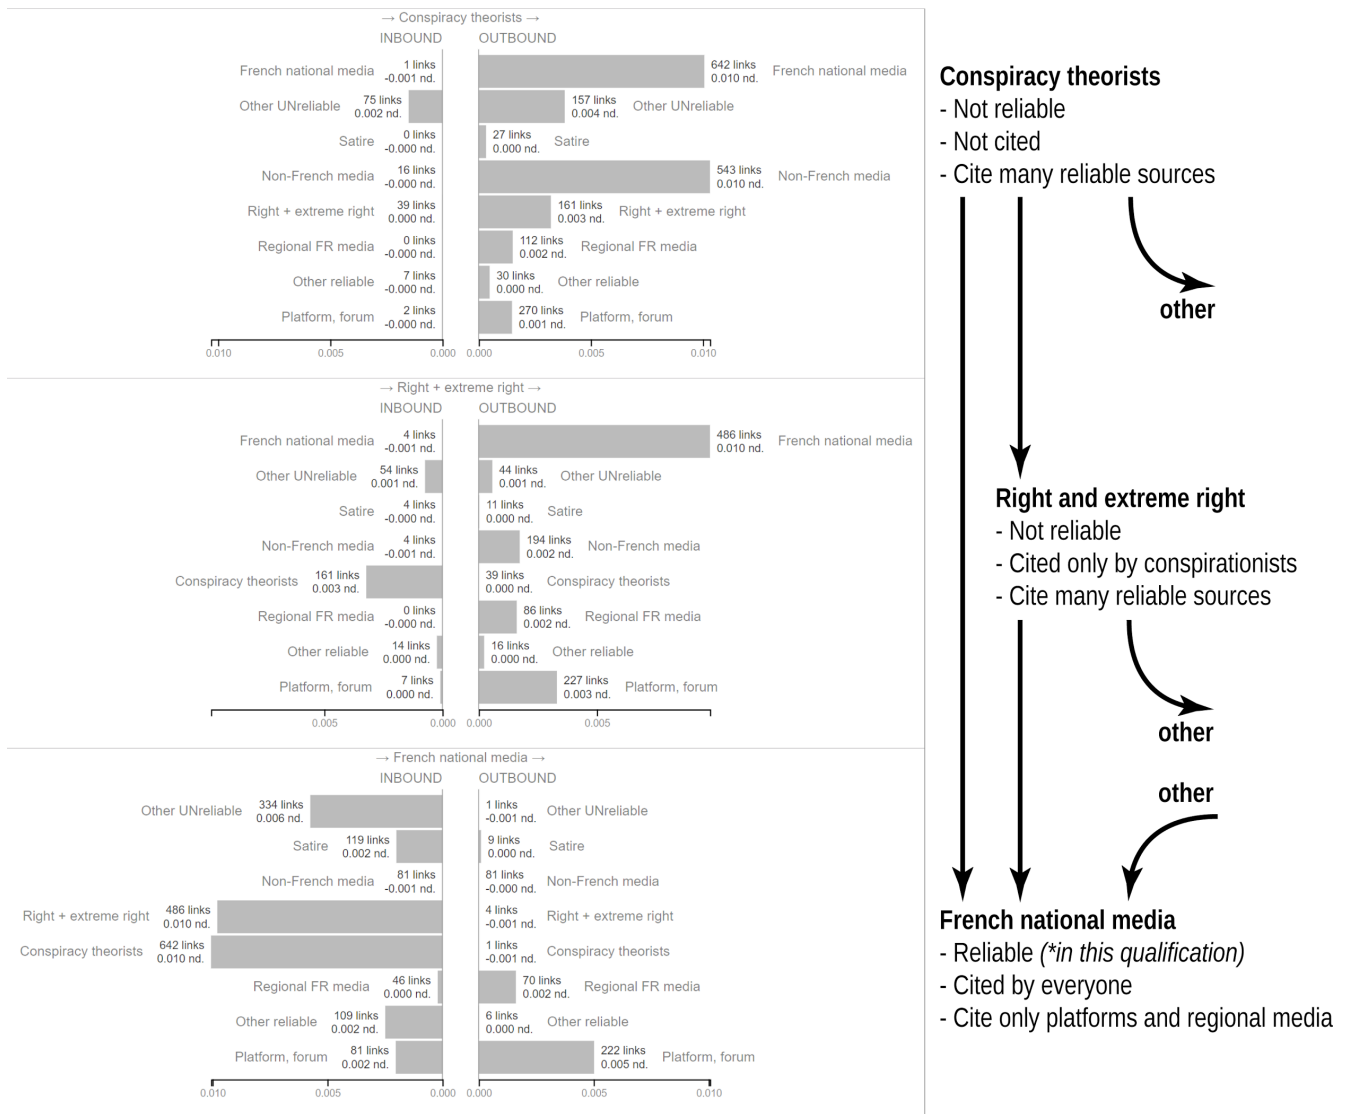 → Conspiracy theorists →
INBOUND OUTBOUND
French national media 1 links -0.001 nd. 642 links 0.010 nd. French national media
Other UNreliable 75 links 0.002 nd. 157 links 0.004 nd. Other UNreliable
Satire 0 links -0.000 nd. 27 links 0.000 nd. Satire
Non-French media 16 links -0.000 nd. 543 links 0.010 nd. Non-French media
Right + extreme right 39 links 0.000 nd. 161 links 0.003 nd. Right + extreme right
Regional FR media 0 links -0.000 nd. 112 links 0.002 nd. Regional FR media
Other reliable 7 links -0.000 nd. 30 links 0.000 nd. Other reliable
Platform, forum 2 links -0.000 nd. 270 links 0.001 nd. Platform, forum
0.010 0.005 0.000 0.000 0.005 0.010
→ Right + extreme right →
INBOUND OUTBOUND
French national media 4 links -0.001 nd. 486 links 0.010 nd. French national media
Other UNreliable 54 links 0.001 nd. 44 links 0.001 nd. Other UNreliable
Satire 4 links -0.000 nd. 11 links 0.000 nd. Satire
Non-French media 4 links -0.001 nd. 194 links 0.002 nd. Non-French media
Conspiracy theorists 161 links 0.003 nd. 39 links 0.000 nd. Conspiracy theorists
Regional FR media 0 links -0.000 nd. 86 links 0.002 nd. Regional FR media
Other reliable 14 links 0.000 nd. 16 links 0.000 nd. Other reliable
Platform, forum 7 links 0.000 nd. 227 links 0.003 nd. Platform, forum
0.005 0.000 0.000 0.005
→ French national media →
INBOUND OUTBOUND
Other UNreliable 334 links 0.006 nd. 1 links -0.001 nd. Other UNreliable
Satire 119 links 0.002 nd. 9 links 0.000 nd. Satire
Non-French media 81 links -0.001 nd. 81 links -0.000 nd. Non-French media
Right + extreme right 486 links 0.010 nd. 4 links -0.001 nd. Right + extreme right
Conspiracy theorists 642 links 0.010 nd. 1 links -0.001 nd. Conspiracy theorists
Regional FR media 46 links 0.000 nd. 70 links 0.002 nd. Regional FR media
Other reliable 109 links 0.002 nd. 6 links 0.000 nd. Other reliable
Platform, forum 81 links 0.002 nd. 222 links 0.005 nd. Platform, forum
0.010 0.005 0.000 0.000 0.005 0.010
Conspiracy theorists
- Not reliable
- Not cited
- Cite many reliable sources
other
Right and extreme right
- Not reliable
- Cited only by conspirationists
- Cite many reliable sources
other
other
French national media
- Reliable (*in this qualification)
- Cited by everyone
- Cite only platforms and regional media